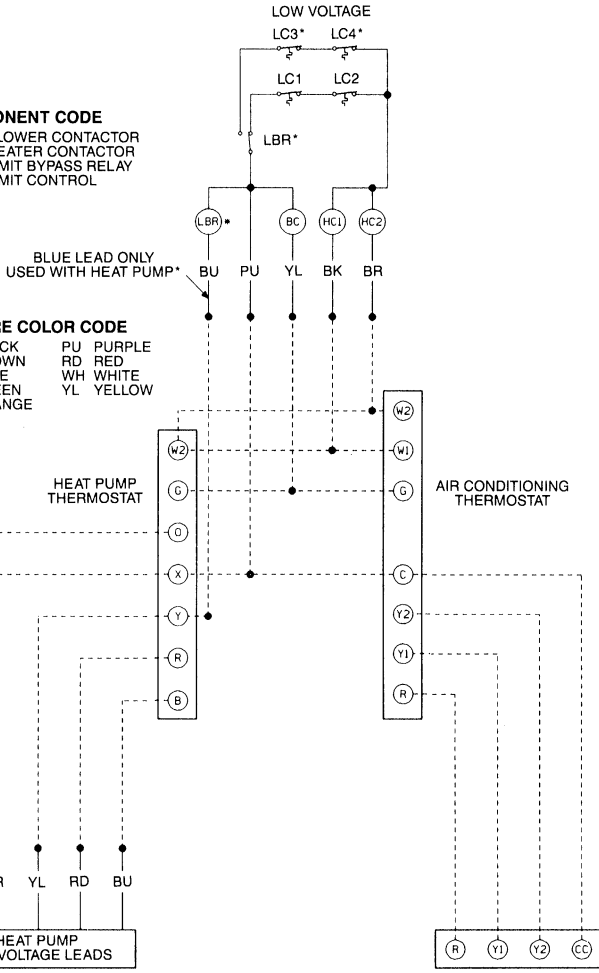 LOW VOLTAGE
LC3* LC4*
LC1 LC2
LBR*
ONENT CODE
LOWER CONTACTOR
EATER CONTACTOR
MIT BYPASS RELAY
MIT CONTROL
LBR * BC HC1 HC2
BLUE LEAD ONLY
USED WITH HEAT PUMP*
BU PU YL BK BR
RE COLOR CODE
CK PU PURPLE
OWN RD RED
E WH WHITE
EEN YL YELLOW
ANGE
HEAT PUMP
THERMOSTAT
W2
G
O
X
Y
R
B
W2
W1
G
C
Y2
Y1
R
AIR CONDITIONING
THERMOSTAT
R YL RD BU
HEAT PUMP
VOLTAGE LEADS
R Y1 Y2 CC